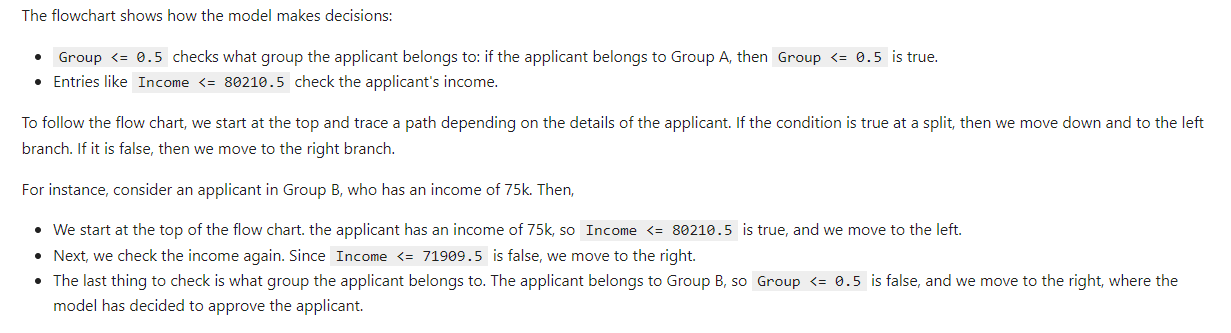 The flowchart shows how the model makes decisions:
• Group <= 0.5 checks what group the applicant belongs to: if the applicant belongs to Group A, then Group <= 0.5 is true.
• Entries like Income <= 80210.5 check the applicant's income.
To follow the flow chart, we start at the top and trace a path depending on the details of the applicant. If the condition is true at a split, then we move down and to the left
branch. If it is false, then we move to the right branch.
For instance, consider an applicant in Group B, who has an income of 75k. Then,
• We start at the top of the flow chart. the applicant has an income of 75k, so Income <= 80210.5 is true, and we move to the left.
• Next, we check the income again. Since Income <= 71909.5 is false, we move to the right.
• The last thing to check is what group the applicant belongs to. The applicant belongs to Group B, so Group <= 0.5 is false, and we move to the right, where the
model has decided to approve the applicant.